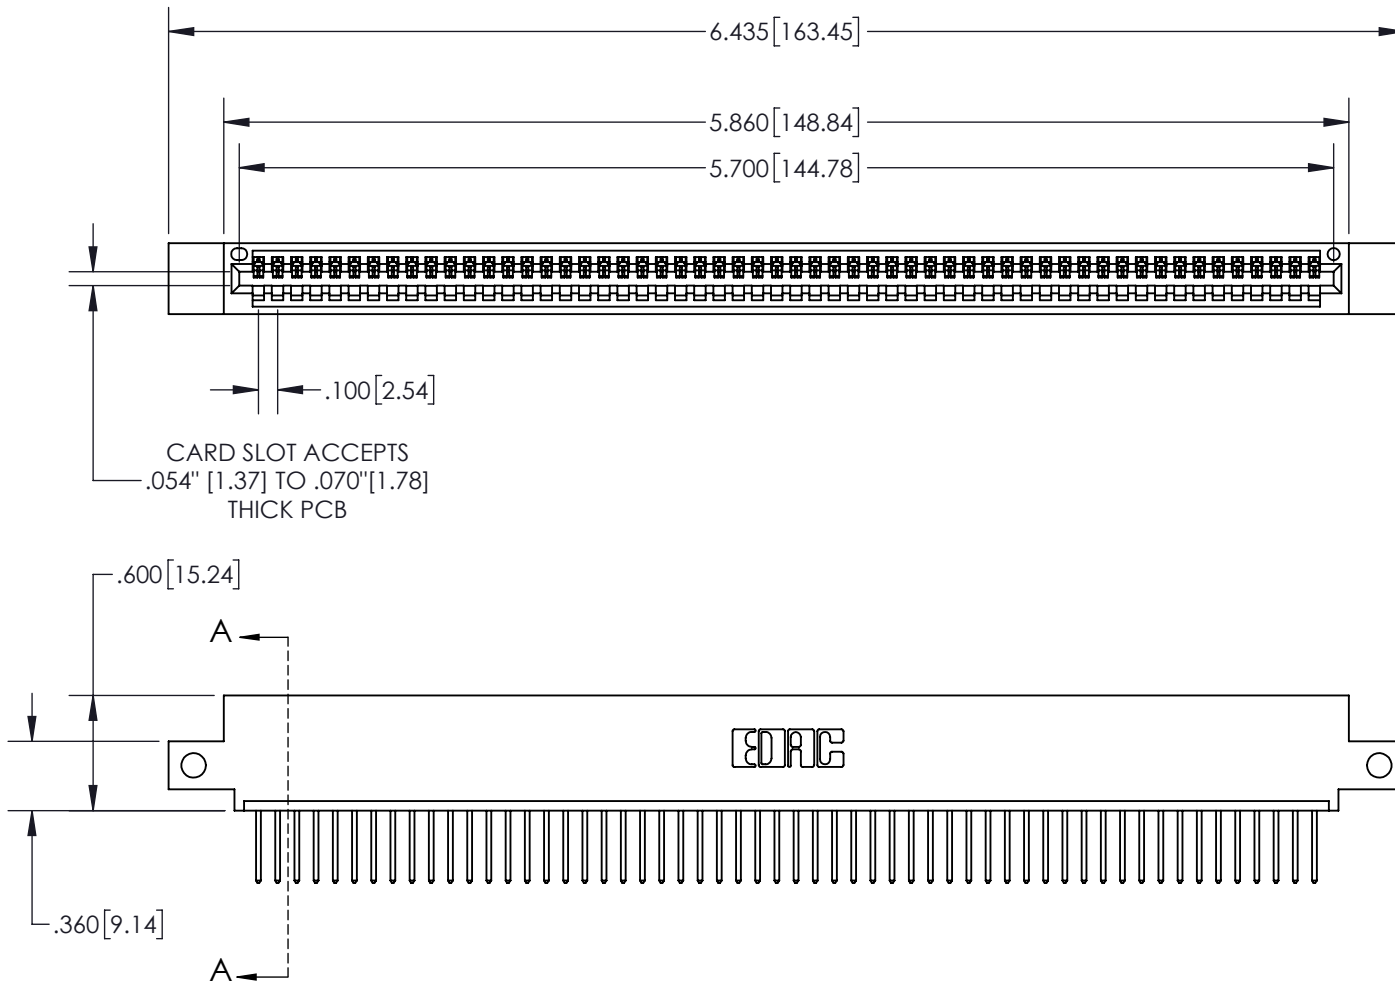 6.435[163.45]
5.860[148.84]
5.700[144.78]
.100[2.54]
CARD SLOT ACCEPTS
.054" [1.37] TO .070"[1.78]
THICK PCB
.600[15.24]
A
EDAC
.360[9.14]
A